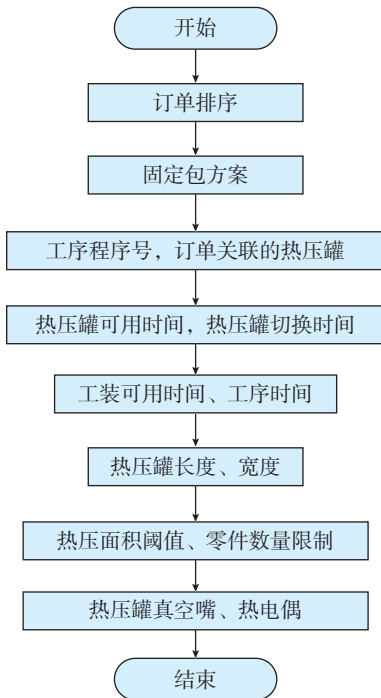 开始
订单排序
固定包方案
工序程序号，订单关联的热压罐
热压罐可用时间，热压罐切换时间
工装可用时间、工序时间
热压罐长度、宽度
热压面积阈值、零件数量限制
热压罐真空嘴、热电偶
结束